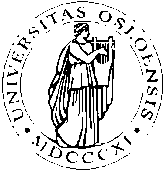 · UNIVERSITAS OSLOENSIS ·
MDCCCXI